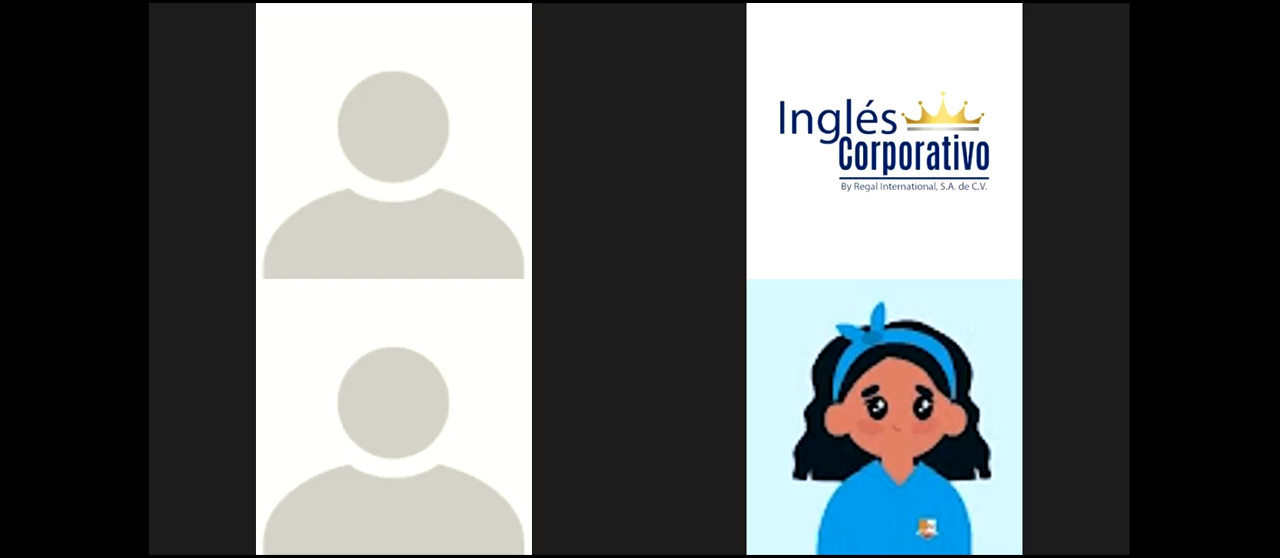 Inglés
Corporativo
By Regal International, S.A. de C.V.